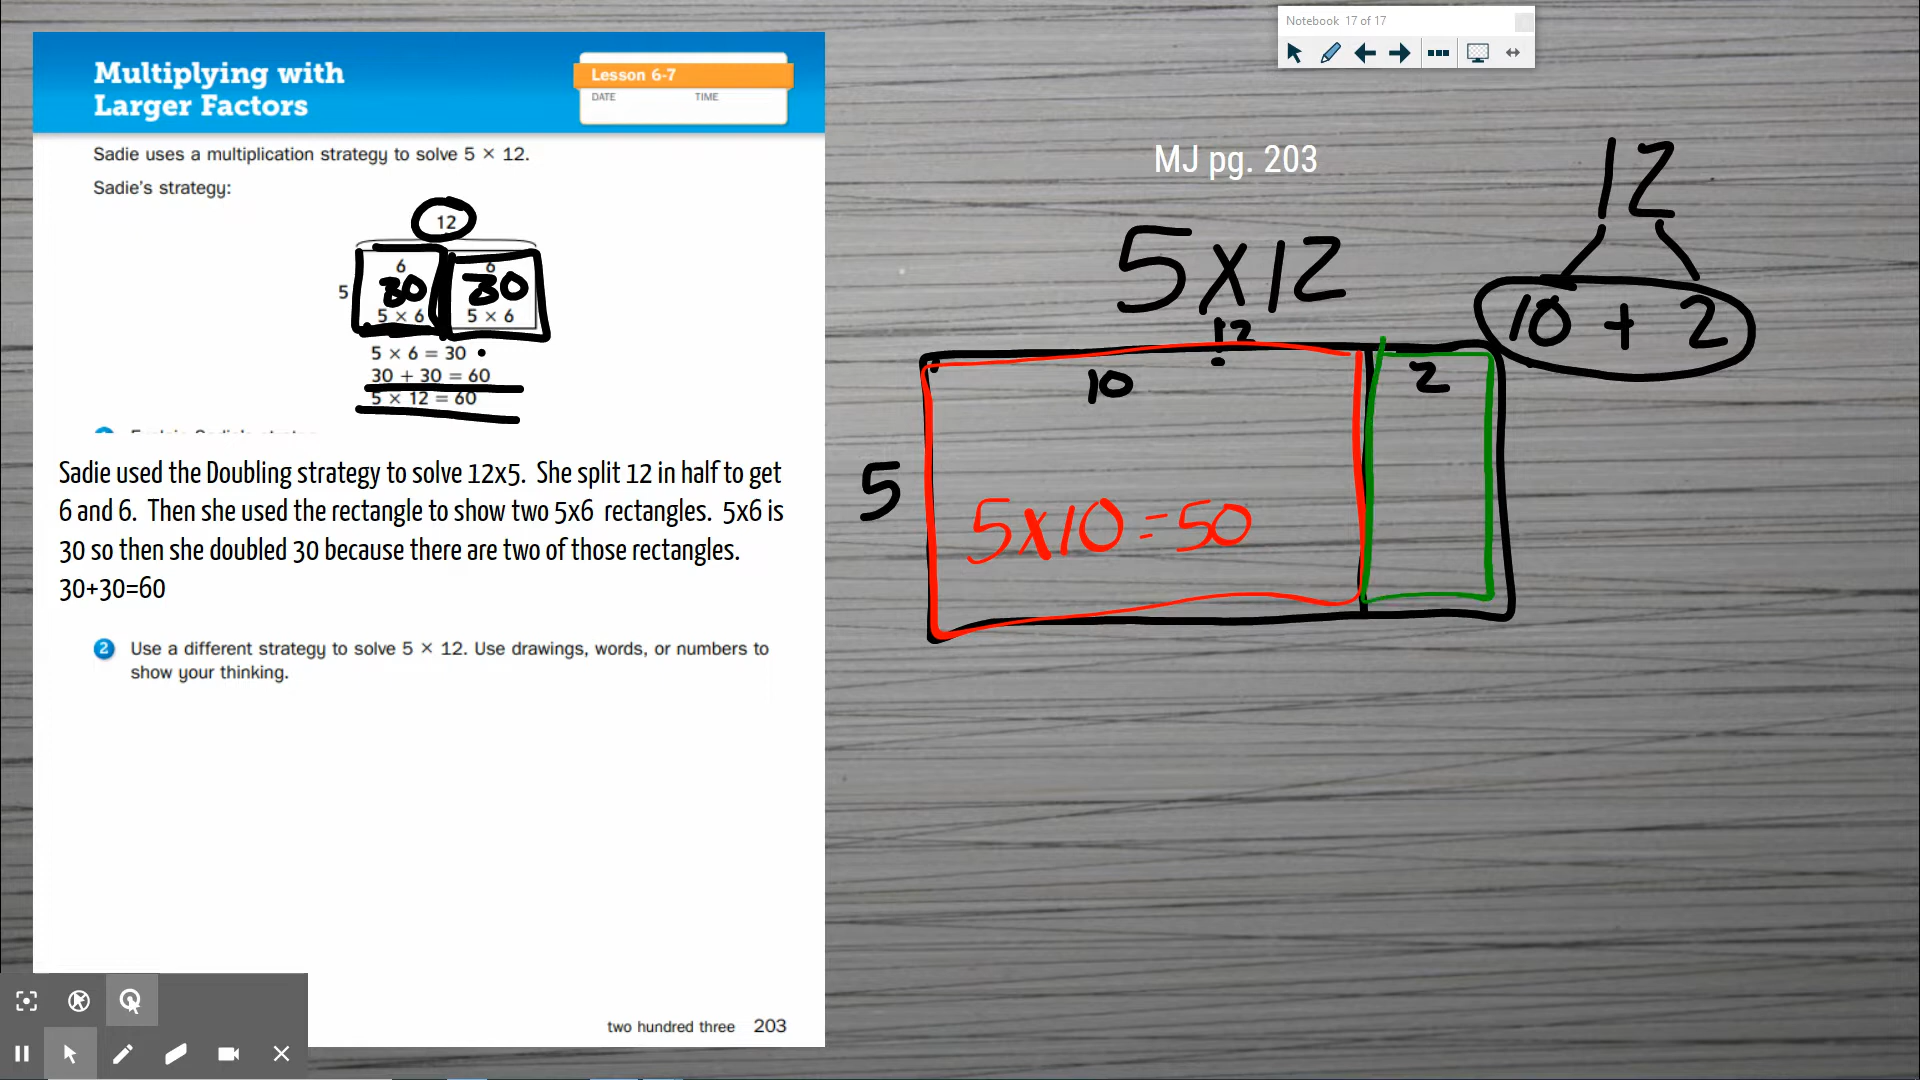 Notebook 17 of 17
Multiplying with
Larger Factors
Lesson 6-7
DATE TIME
Sadie uses a multiplication strategy to solve 5 × 12.
Sadie's strategy:
12
6 6
30 30
5
5 × 6 5 × 6
5 × 6 = 30
30 + 30 = 60
5 × 12 = 60
Sadie used the Doubling strategy to solve 12x5. She split 12 in half to get
6 and 6. Then she used the rectangle to show two 5x6 rectangles. 5x6 is
30 so then she doubled 30 because there are two of those rectangles.
30+30=60
2 Use a different strategy to solve 5 × 12. Use drawings, words, or numbers to
show your thinking.
two hundred three 203
MJ pg. 203
12
5x12
10 + 2
12
10 2
5
5x10=50